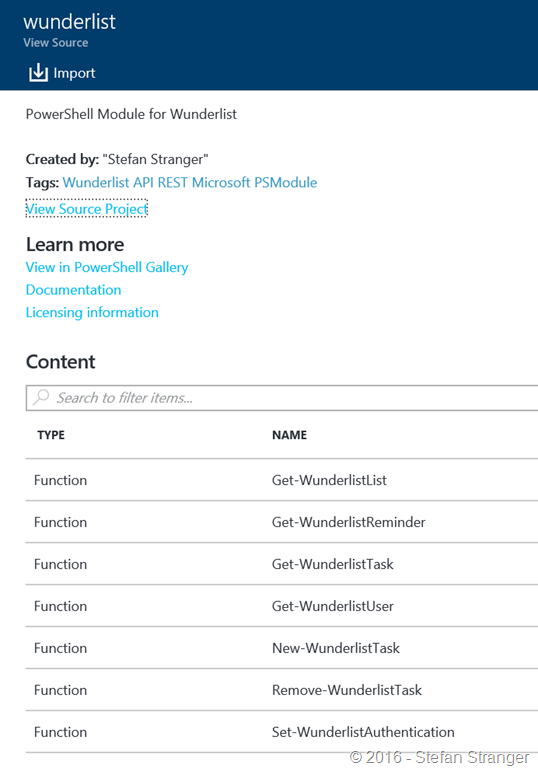 wunderlist
View Source
Import
PowerShell Module for Wunderlist
Created by: "Stefan Stranger"
Tags: Wunderlist API REST Microsoft PSModule
View Source Project
Learn more
View in PowerShell Gallery
Documentation
Licensing information
Content
Search to filter items...
TYPE NAME
Function Get-WunderlistList
Function Get-WunderlistReminder
Function Get-WunderlistTask
Function Get-WunderlistUser
Function New-WunderlistTask
Function Remove-WunderlistTask
Function Set-WunderlistAuthentication
© 2016 - Stefan Stranger